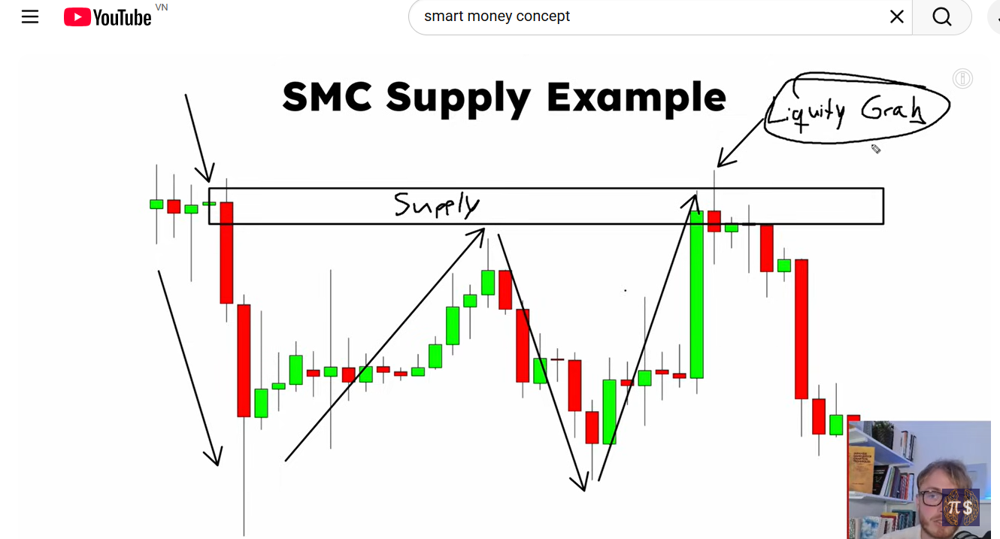 YouTube VN
smart money concept
SMC Supply Example
Liquity Grab
Supply
π$